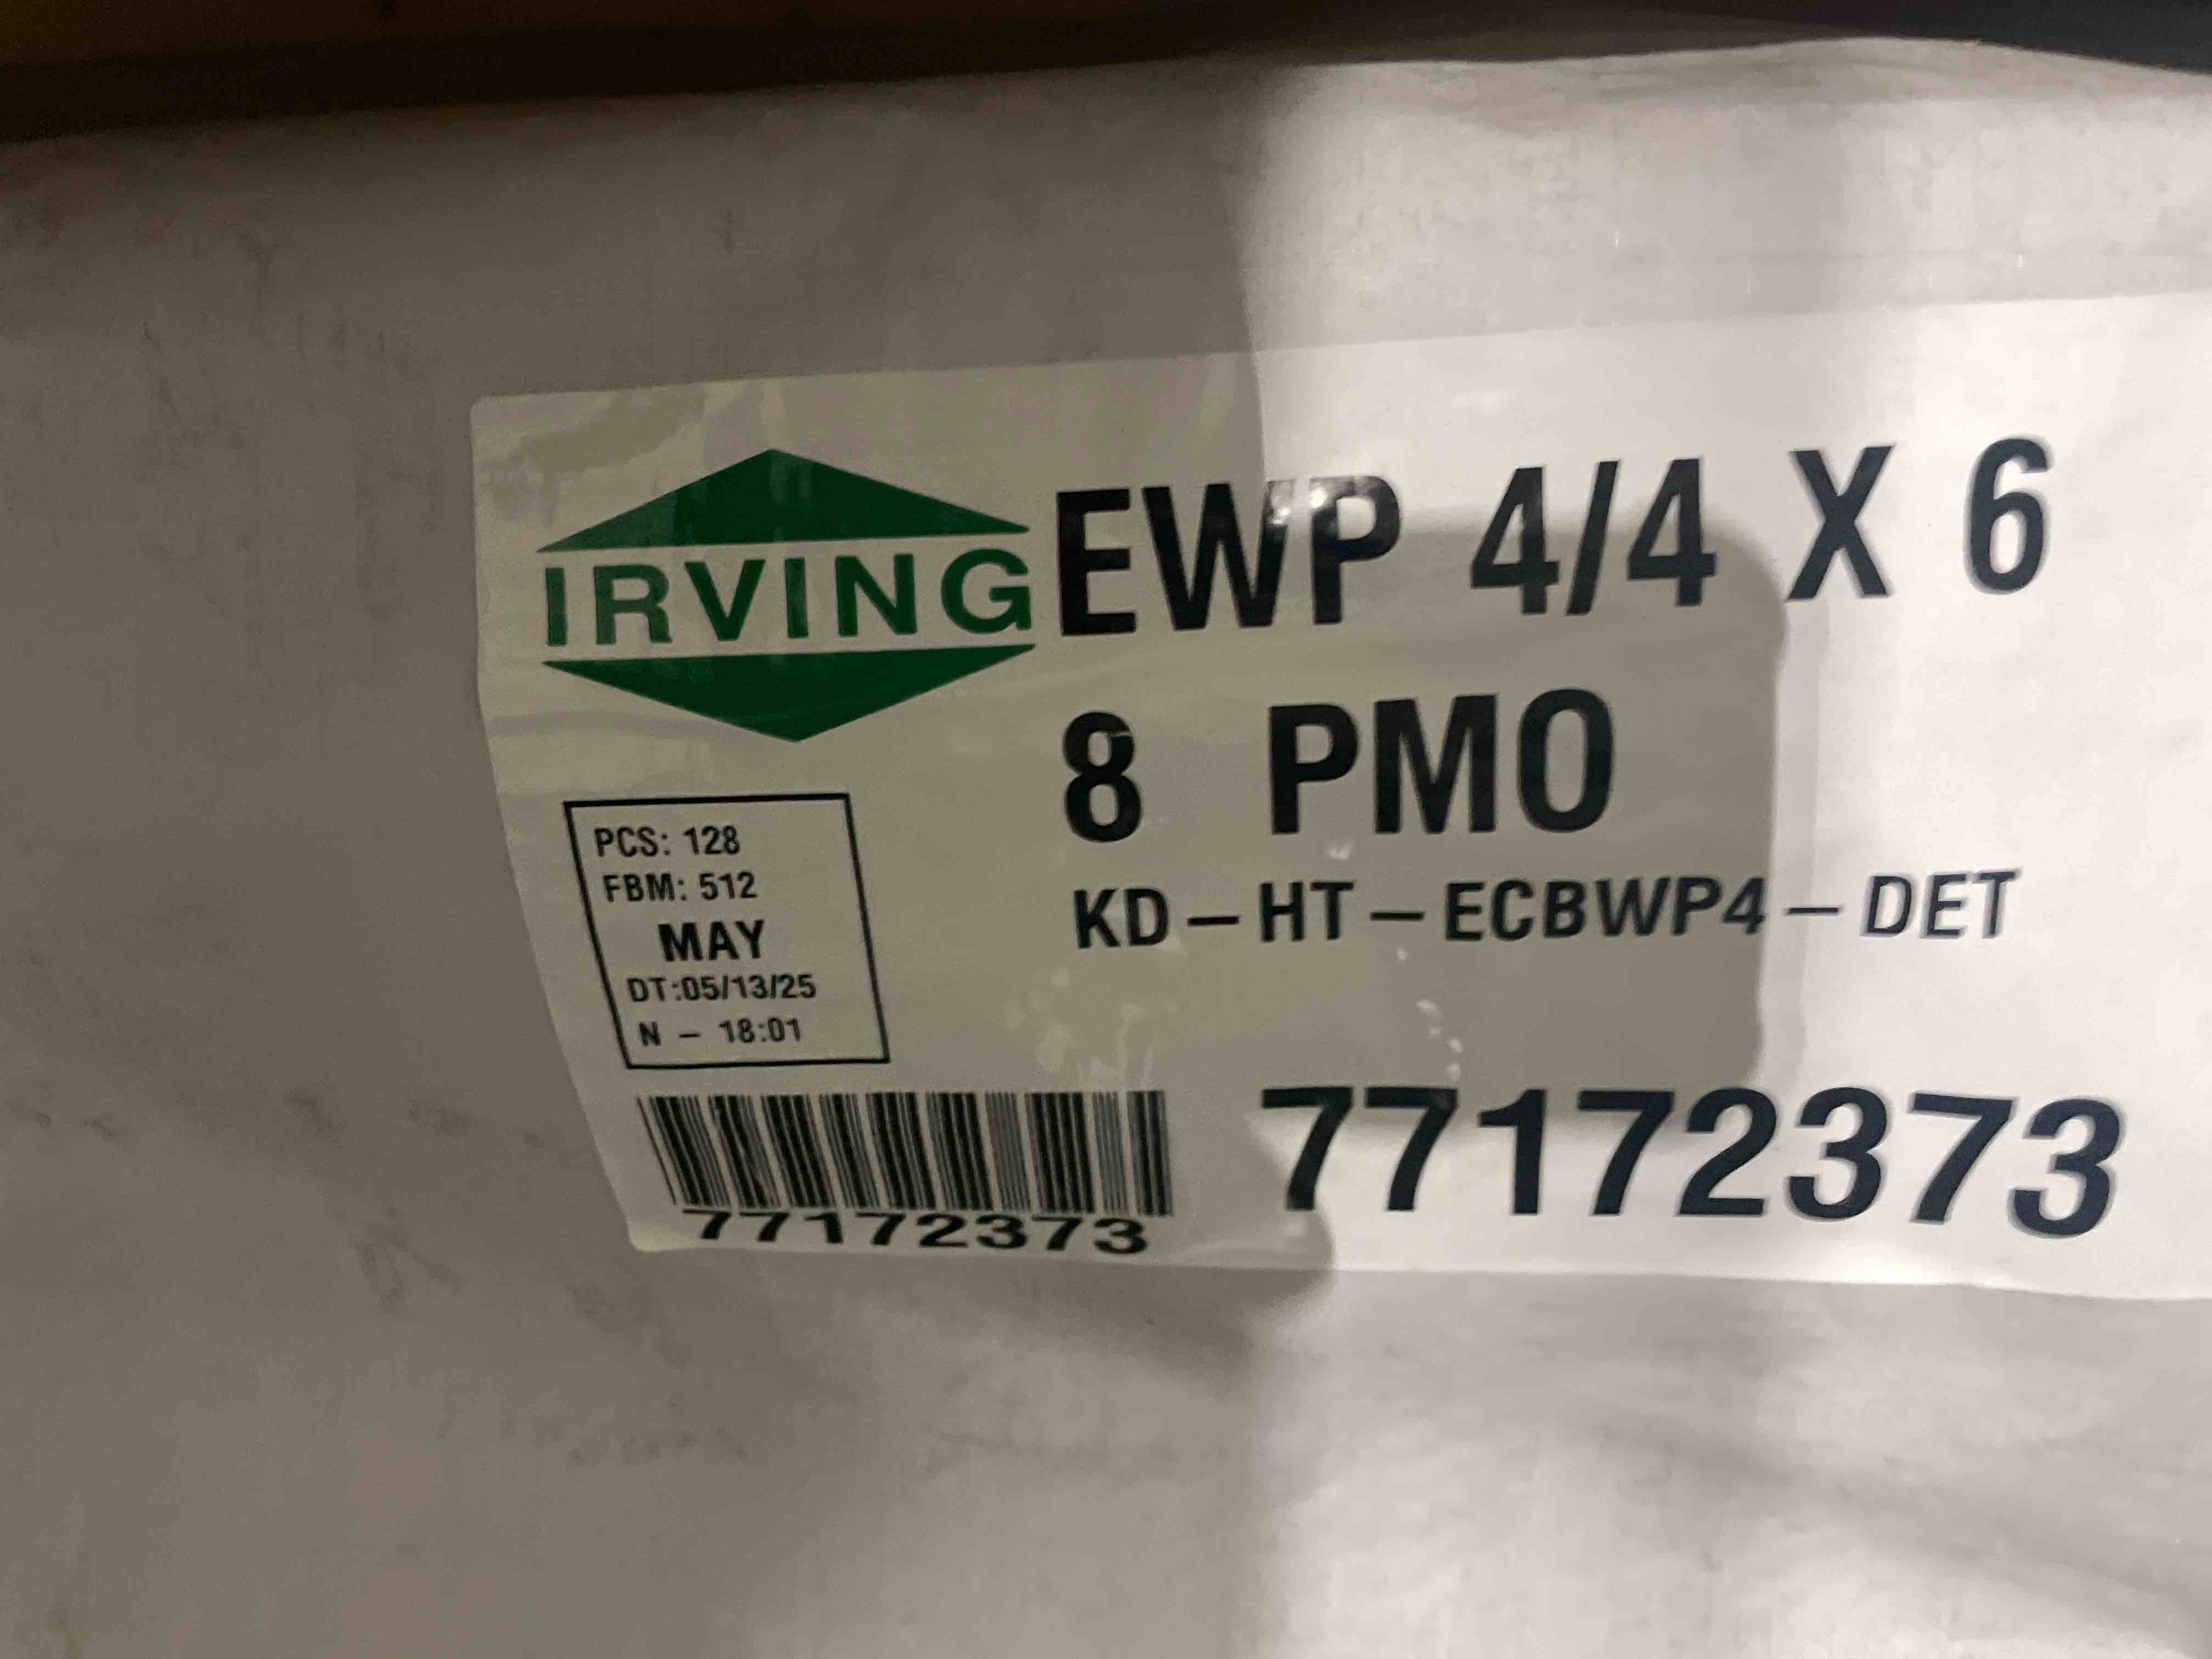 IRVING
EWP 4/4 X 6
8 PMO
KD-HT-ECBWP4-DET
PCS: 128
FBM: 512
MAY
DT:05/13/25
N - 18:01
77172373
77172373